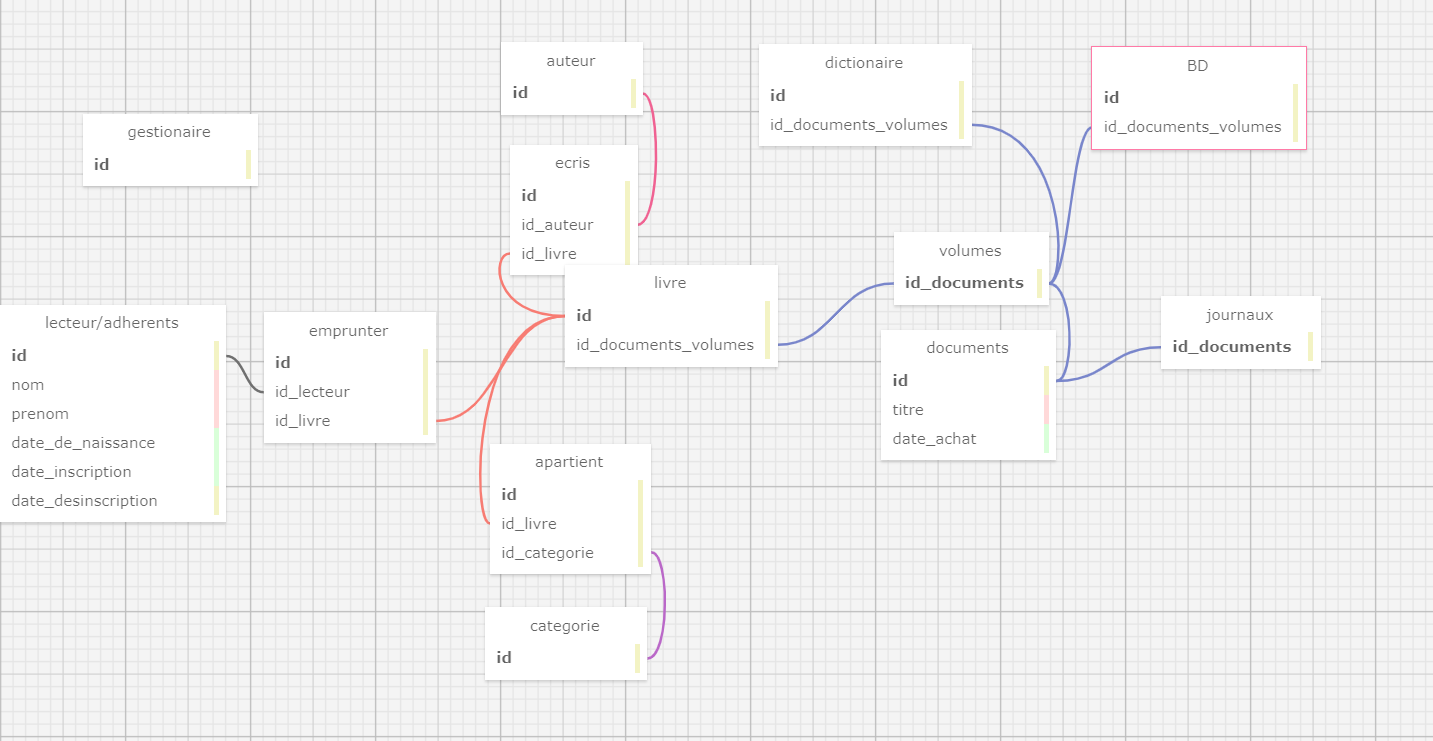 gestionaire
id
auteur
id
ecris
id
id_auteur
id_livre
dictionaire
id
id_documents_volumes
BD
id
id_documents_volumes
lecteur/adherents
id
nom
prenom
date_de_naissance
date_inscription
date_desinscription
emprunter
id
id_lecteur
id_livre
livre
id
id_documents_volumes
volumes
id_documents
documents
id
titre
date_achat
journaux
id_documents
apartient
id
id_livre
id_categorie
categorie
id